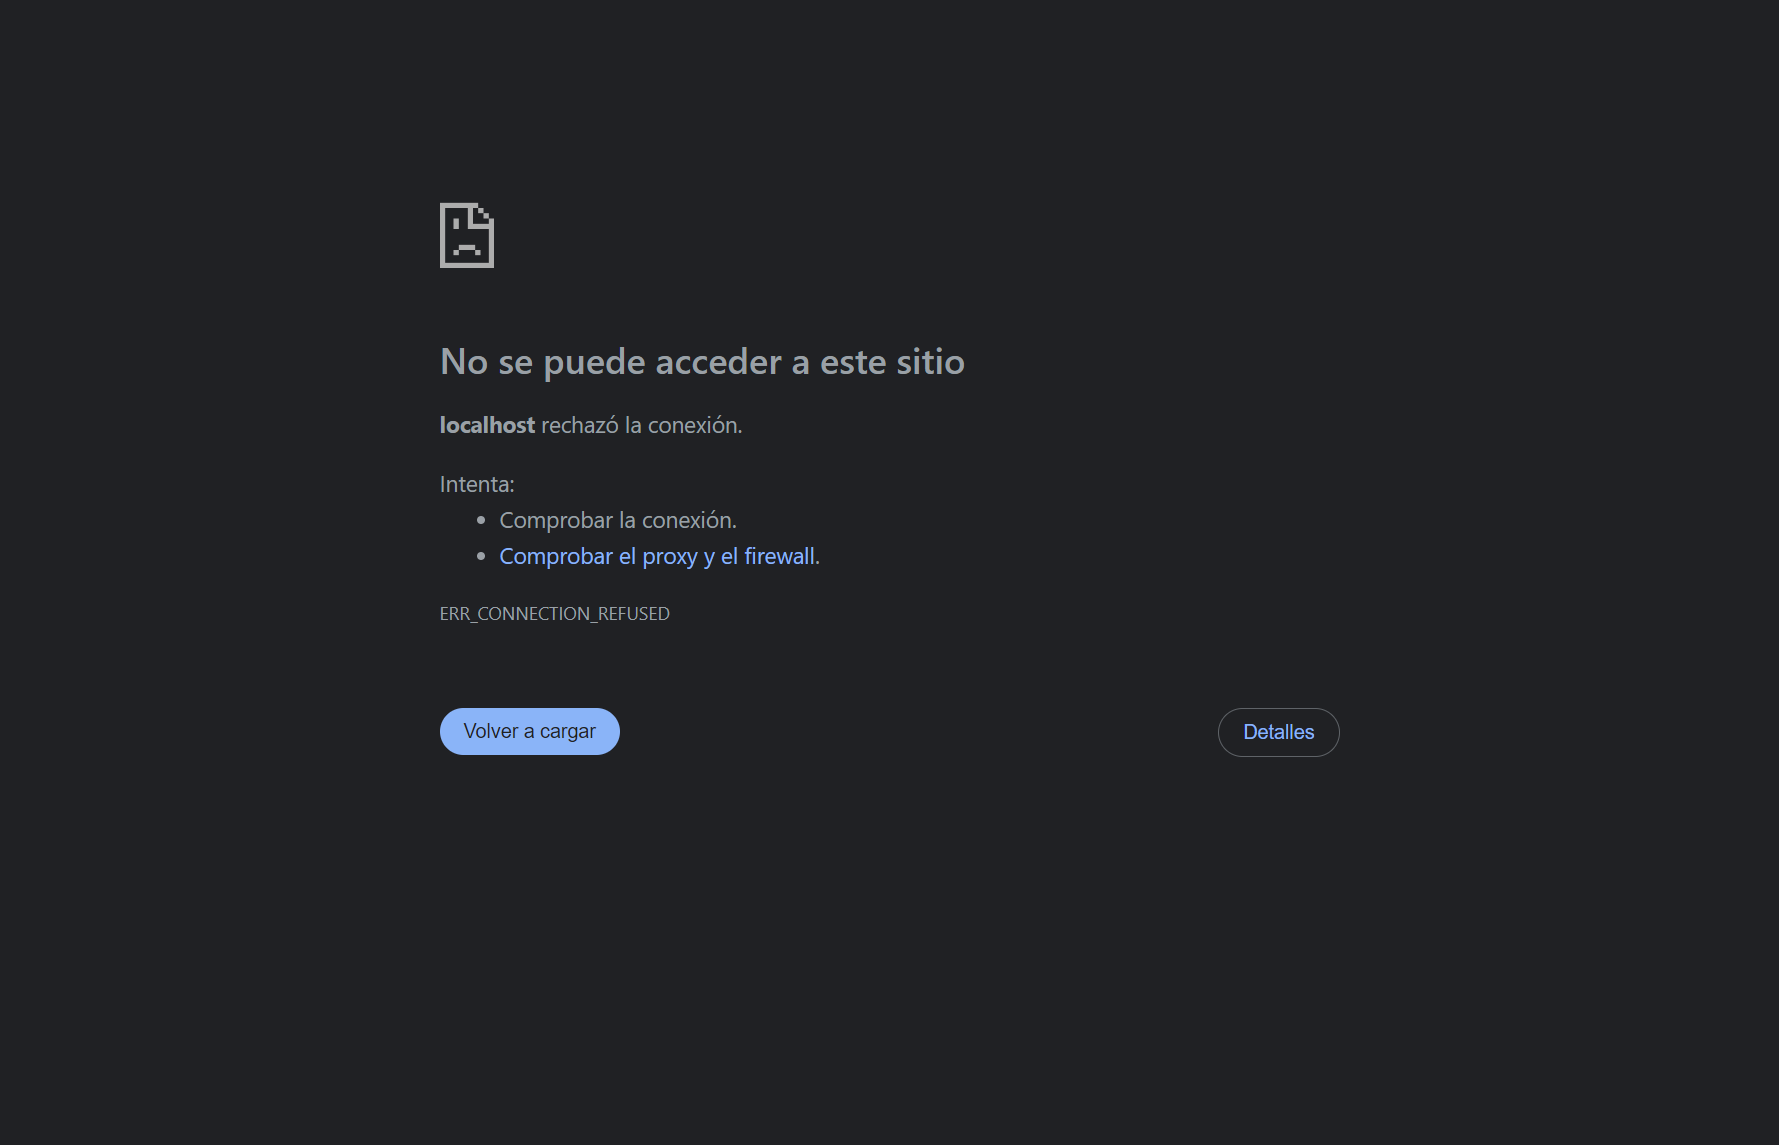 No se puede acceder a este sitio
localhost rechazó la conexión.
Intenta:
Comprobar la conexión.
Comprobar el proxy y el firewall.
ERR_CONNECTION_REFUSED
Volver a cargar
Detalles